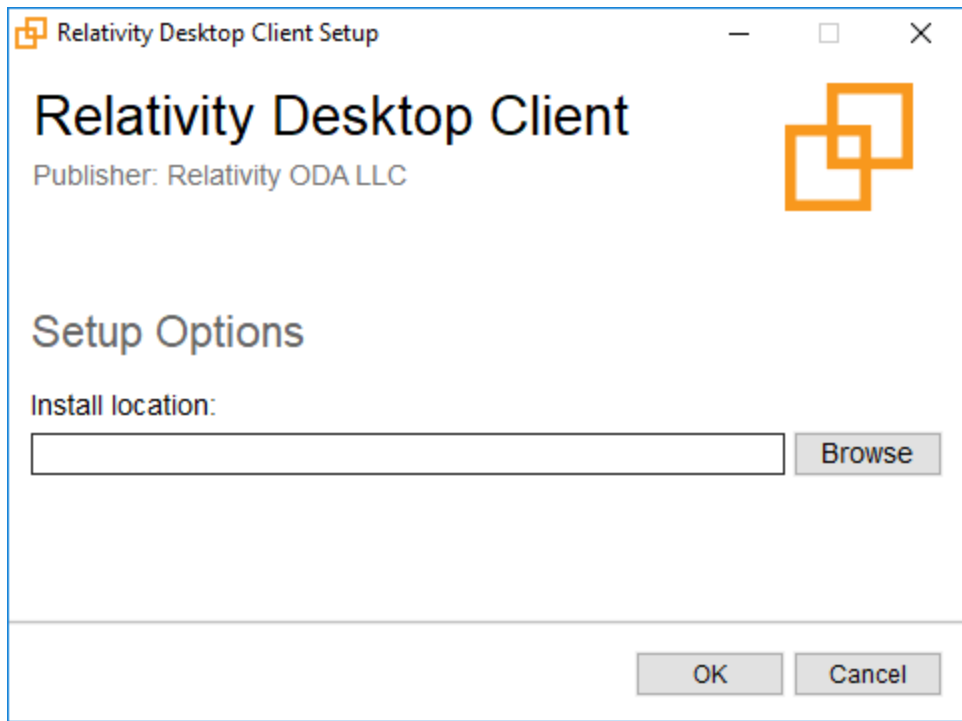 Relativity Desktop Client Setup
Relativity Desktop Client
Publisher: Relativity ODA LLC
Setup Options
Install location:
Browse
OK
Cancel